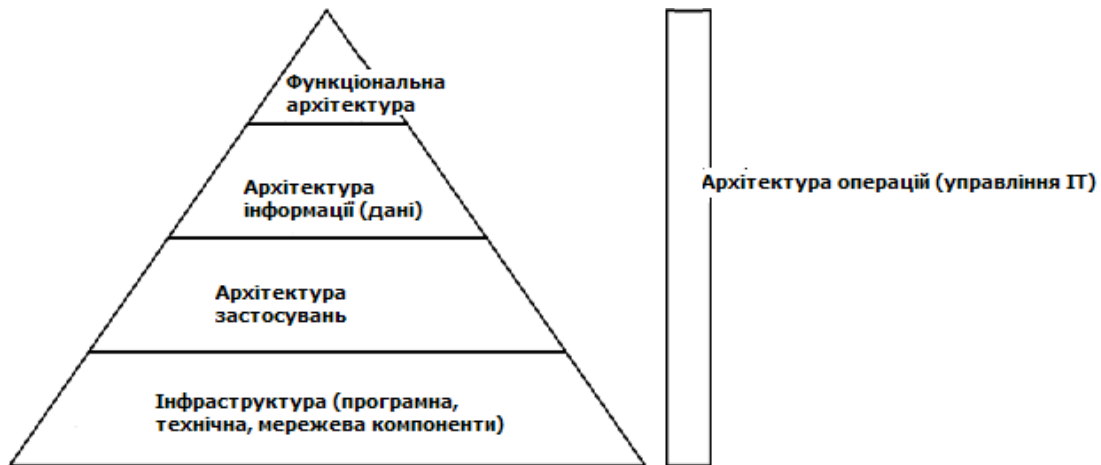 Функціональна
архітектура
Архітектура
інформації (дані)
Архітектура операцій (управління ІТ)
Архітектура
застосувань
Інфраструктура (програмна,
технічна, мережева компоненти)